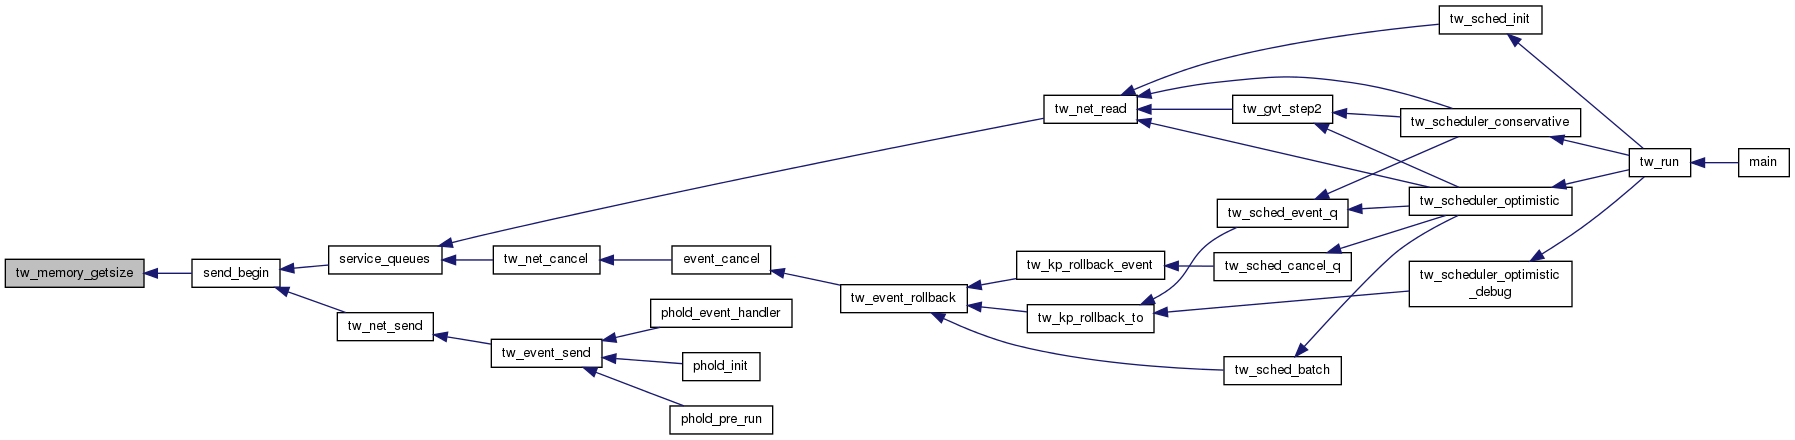 tw_sched_init
tw_net_read
tw_gvt_step2
tw_scheduler_conservative
tw_run
main
tw_sched_event_q
tw_scheduler_optimistic
tw_memory_getsize
send_begin
service_queues
tw_net_cancel
event_cancel
tw_kp_rollback_event
tw_sched_cancel_q
tw_scheduler_optimistic
_debug
tw_event_rollback
tw_kp_rollback_to
phold_event_handler
tw_net_send
tw_event_send
phold_init
tw_sched_batch
phold_pre_run